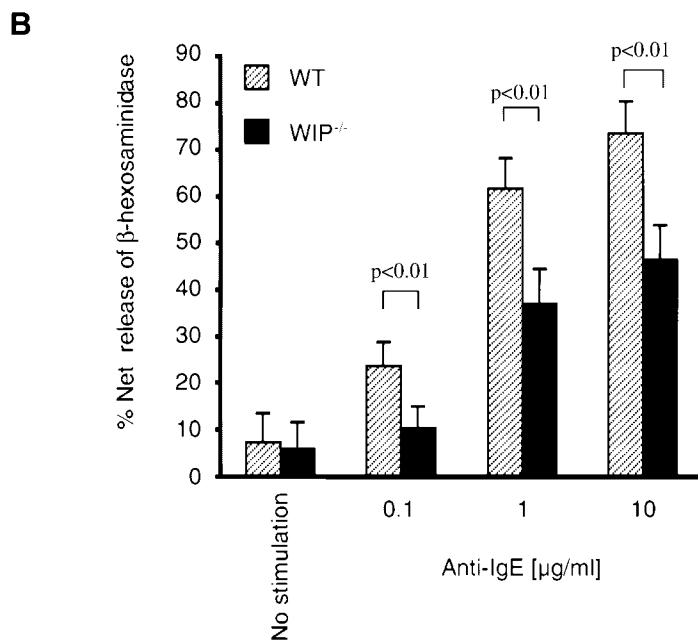 B
% Net release of β-hexosaminidase
90
80
70
60
50
40
30
20
10
0
WT
WIP⁻/⁻
p<0.01
p<0.01
p<0.01
No stimulation
0.1
1
10
Anti-IgE [µg/ml]